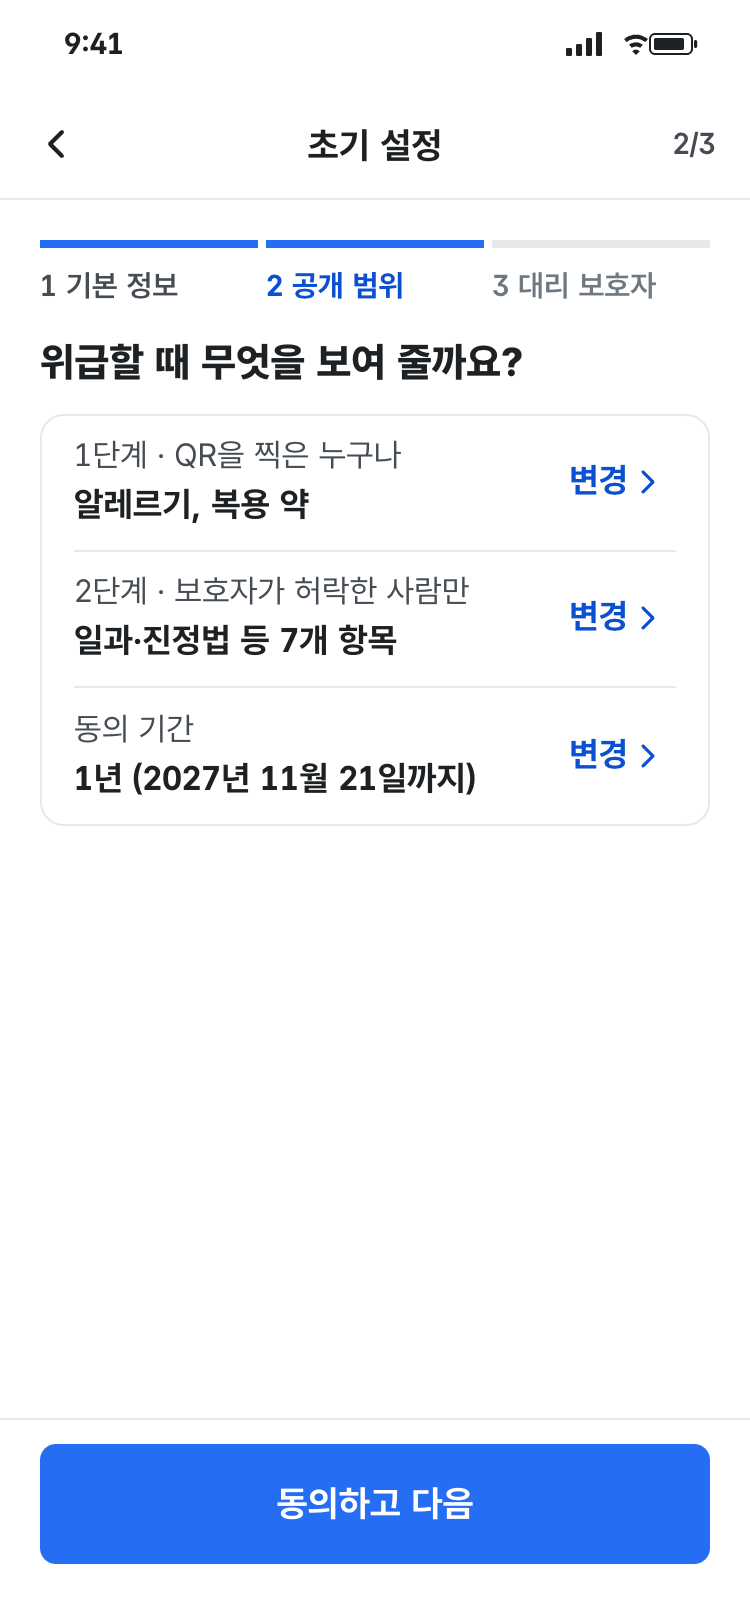 9:41
초기 설정
2/3
1 기본 정보
2 공개 범위
3 대리 보호자
위급할 때 무엇을 보여 줄까요?
1단계 · QR을 찍은 누구나
알레르기, 복용 약
변경
2단계 · 보호자가 허락한 사람만
일과·진정법 등 7개 항목
변경
동의 기간
1년 (2027년 11월 21일까지)
변경
동의하고 다음